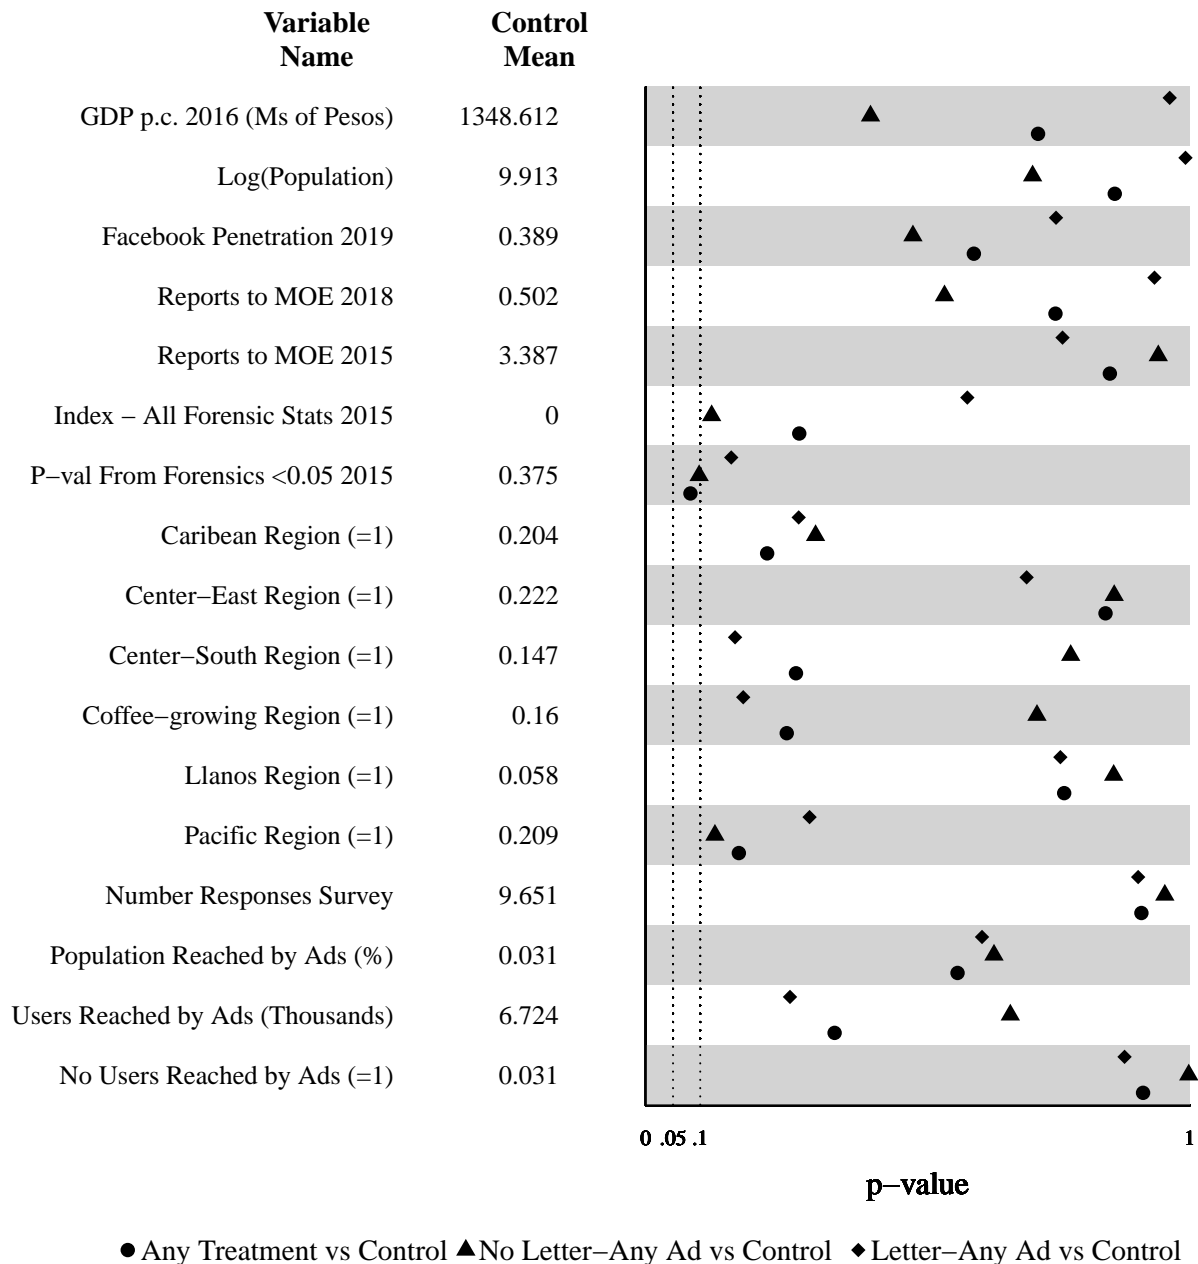 Variable Name Control Mean
GDP p.c. 2016 (Ms of Pesos) 1348.612
Log(Population) 9.913
Facebook Penetration 2019 0.389
Reports to MOE 2018 0.502
Reports to MOE 2015 3.387
Index − All Forensic Stats 2015 0
P−val From Forensics <0.05 2015 0.375
Caribean Region (=1) 0.204
Center−East Region (=1) 0.222
Center−South Region (=1) 0.147
Coffee−growing Region (=1) 0.16
Llanos Region (=1) 0.058
Pacific Region (=1) 0.209
Number Responses Survey 9.651
Population Reached by Ads (%) 0.031
Users Reached by Ads (Thousands) 6.724
No Users Reached by Ads (=1) 0.031
0 .05 .1 1
p−value
Any Treatment vs Control No Letter−Any Ad vs Control Letter−Any Ad vs Control